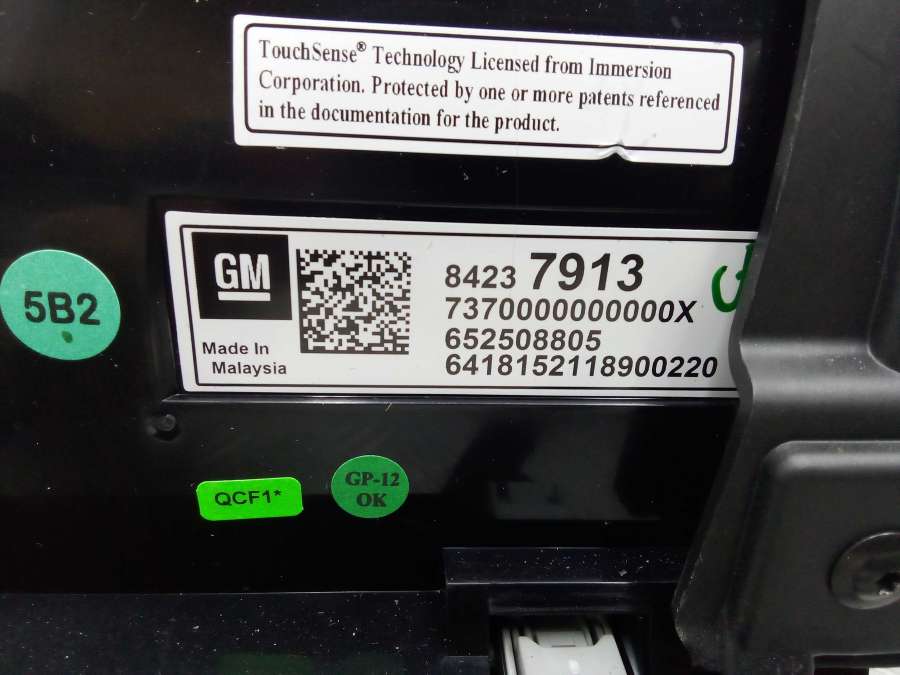 TouchSense® Technology Licensed from Immersion
Corporation. Protected by one or more patents referenced
in the documentation for the product.
GM
8423 7913
7370000000000X
652508805
6418152118900220
Made In
Malaysia
5B2
QCF1*
GP-12
OK